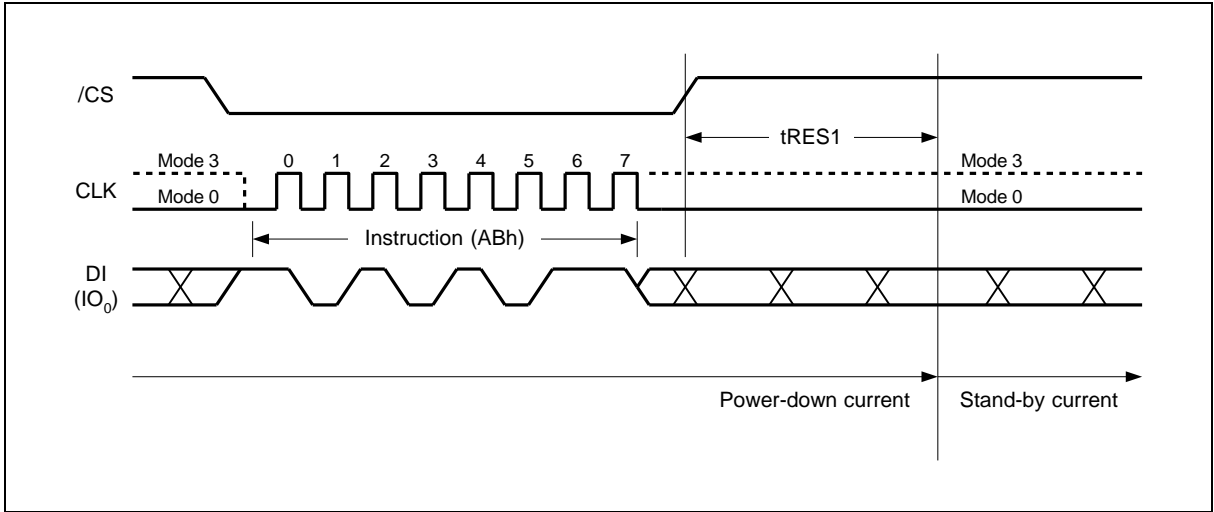 /CS
tRES1
Mode 3 0 1 2 3 4 5 6 7 Mode 3
CLK
Mode 0 Mode 0
Instruction (ABh)
DI
(IO₀)
Power-down current Stand-by current